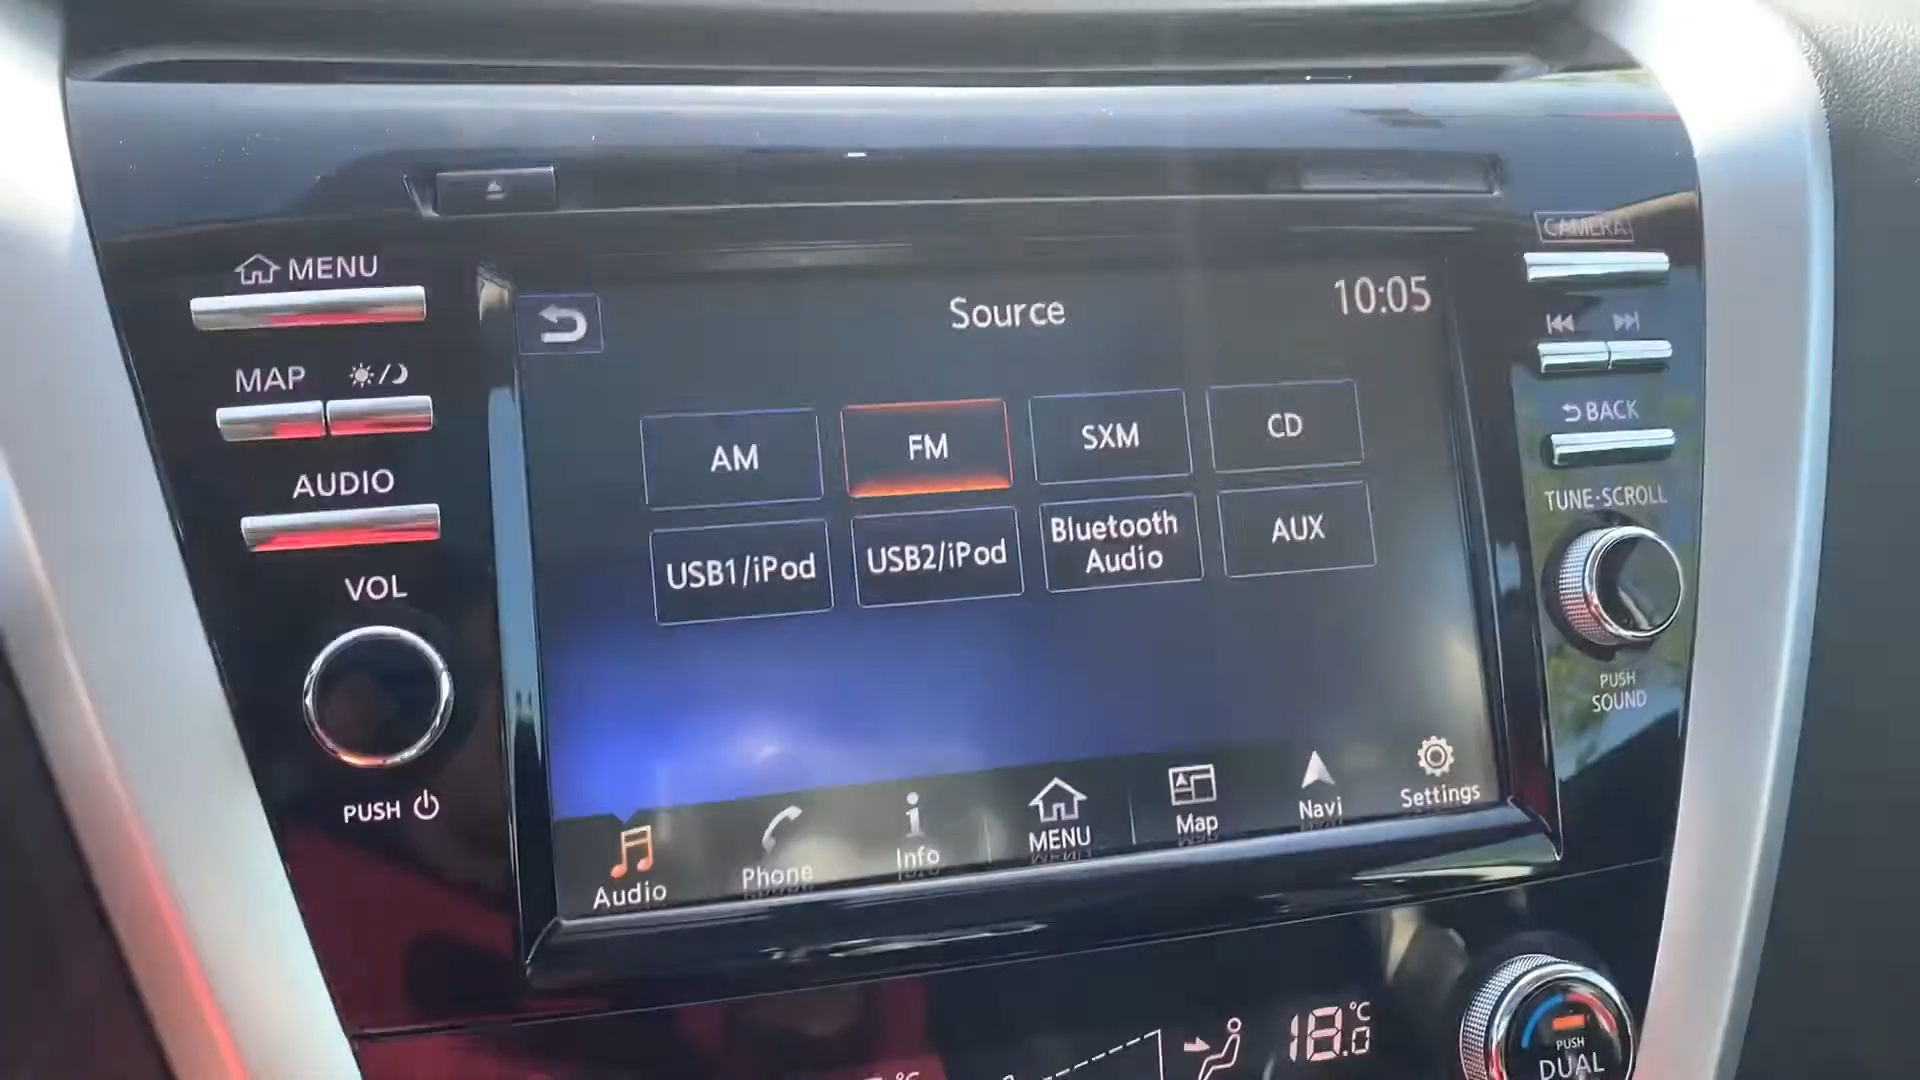 MENU
MAP
AUDIO
VOL
PUSH
Source
10:05
AM
FM
SXM
CD
USB1/iPod
USB2/iPod
Bluetooth
Audio
AUX
Audio
Phone
Info
MENU
Map
Navi
Settings
CAMERA
BACK
TUNE·SCROLL
PUSH
SOUND
18.0°C
°C
PUSH
DUAL